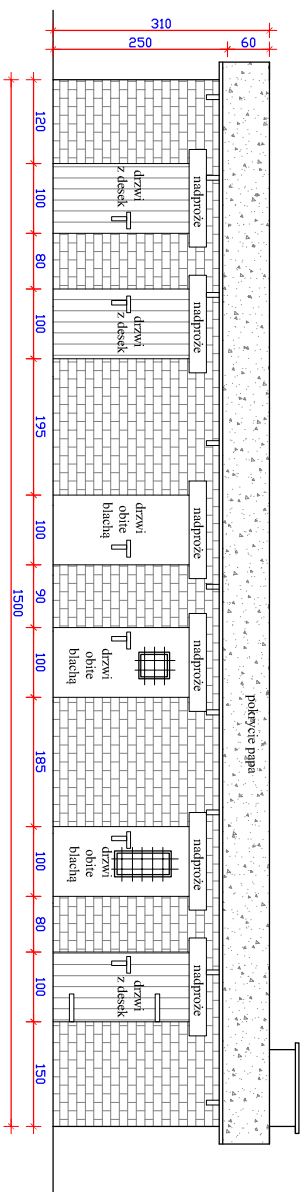 310
250
60
pokrycie papa
nadproże
nadproże
nadproże
nadproże
nadproże
nadproże
drzwi
z desek
drzwi
z desek
drzwi
obite
blachą
drzwi
obite
blachą
drzwi
obite
blachą
drzwi
z desek
120
100
80
100
195
100
90
100
185
100
80
100
150
1500